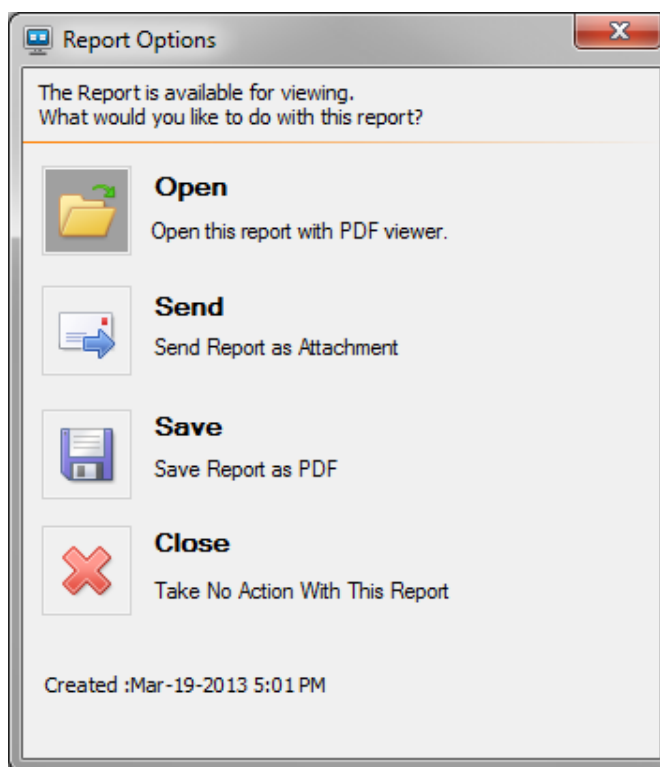 Report Options
The Report is available for viewing.
What would you like to do with this report?
Open
Open this report with PDF viewer.
Send
Send Report as Attachment
Save
Save Report as PDF
Close
Take No Action With This Report
Created :Mar-19-2013 5:01 PM